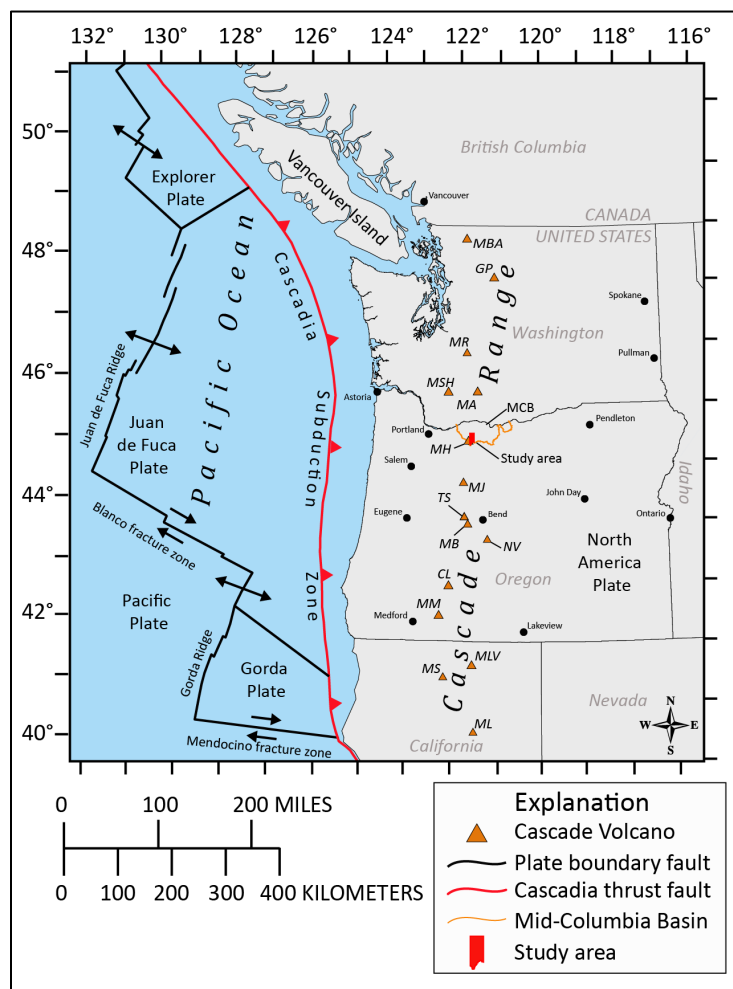 132° 130° 128° 126° 124° 122° 120° 118° 116°
50°
48°
46°
44°
42°
40°
Explorer
Plate
Vancouver Island
British Columbia
Vancouver
CANADA
UNITED STATES
MBA
GP
Pacific Ocean
Cascadia
Subduction
Zone
Cascade Range
Washington
Spokane
Pullman
MR
MSH
MA
MCB
Astoria
Juan de Fuca Ridge
Juan
de Fuca
Plate
Portland
Pendleton
MH
Study area
Salem
MJ
Idaho
John Day
Eugene
TS
Bend
Ontario
MB
NV
North
America
Plate
Blanco fracture zone
Pacific
Plate
CL
Oregon
MM
Medford
Lakeview
Gorda Ridge
Gorda
Plate
MLV
MS
Nevada
ML
California
Mendocino fracture zone
N
W E
S
0 100 200 MILES
0 100 200 300 400 KILOMETERS
Explanation
Cascade Volcano
Plate boundary fault
Cascadia thrust fault
Mid-Columbia Basin
Study area